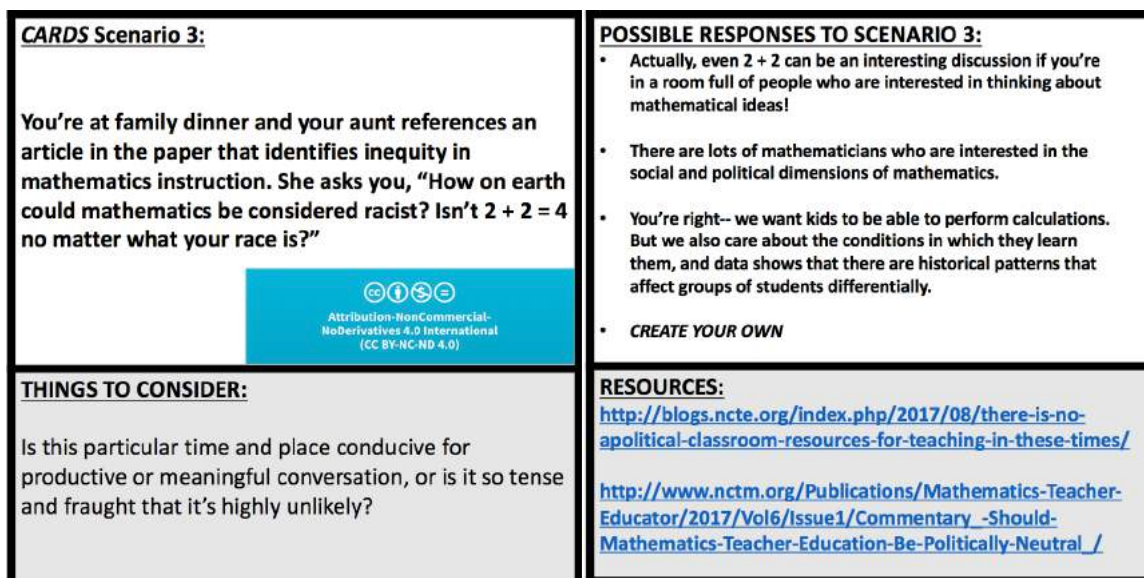 CARDS Scenario 3:
You're at family dinner and your aunt references an
article in the paper that identifies inequity in
mathematics instruction. She asks you, "How on earth
could mathematics be considered racist? Isn't 2 + 2 = 4
no matter what your race is?"
cc
Attribution-NonCommercial-
NoDerivatives 4.0 International
(CC BY-NC-ND 4.0)
POSSIBLE RESPONSES TO SCENARIO 3:
• Actually, even 2 + 2 can be an interesting discussion if you're
in a room full of people who are interested in thinking about
mathematical ideas!
• There are lots of mathematicians who are interested in the
social and political dimensions of mathematics.
• You're right-- we want kids to be able to perform calculations.
But we also care about the conditions in which they learn
them, and data shows that there are historical patterns that
affect groups of students differentially.
• CREATE YOUR OWN
THINGS TO CONSIDER:
Is this particular time and place conducive for
productive or meaningful conversation, or is it so tense
and fraught that it's highly unlikely?
RESOURCES:
http://blogs.ncte.org/index.php/2017/08/there-is-no-
apolitical-classroom-resources-for-teaching-in-these-times/
http://www.nctm.org/Publications/Mathematics-Teacher-
Educator/2017/Vol6/Issue1/Commentary_-Should-
Mathematics-Teacher-Education-Be-Politically-Neutral_/